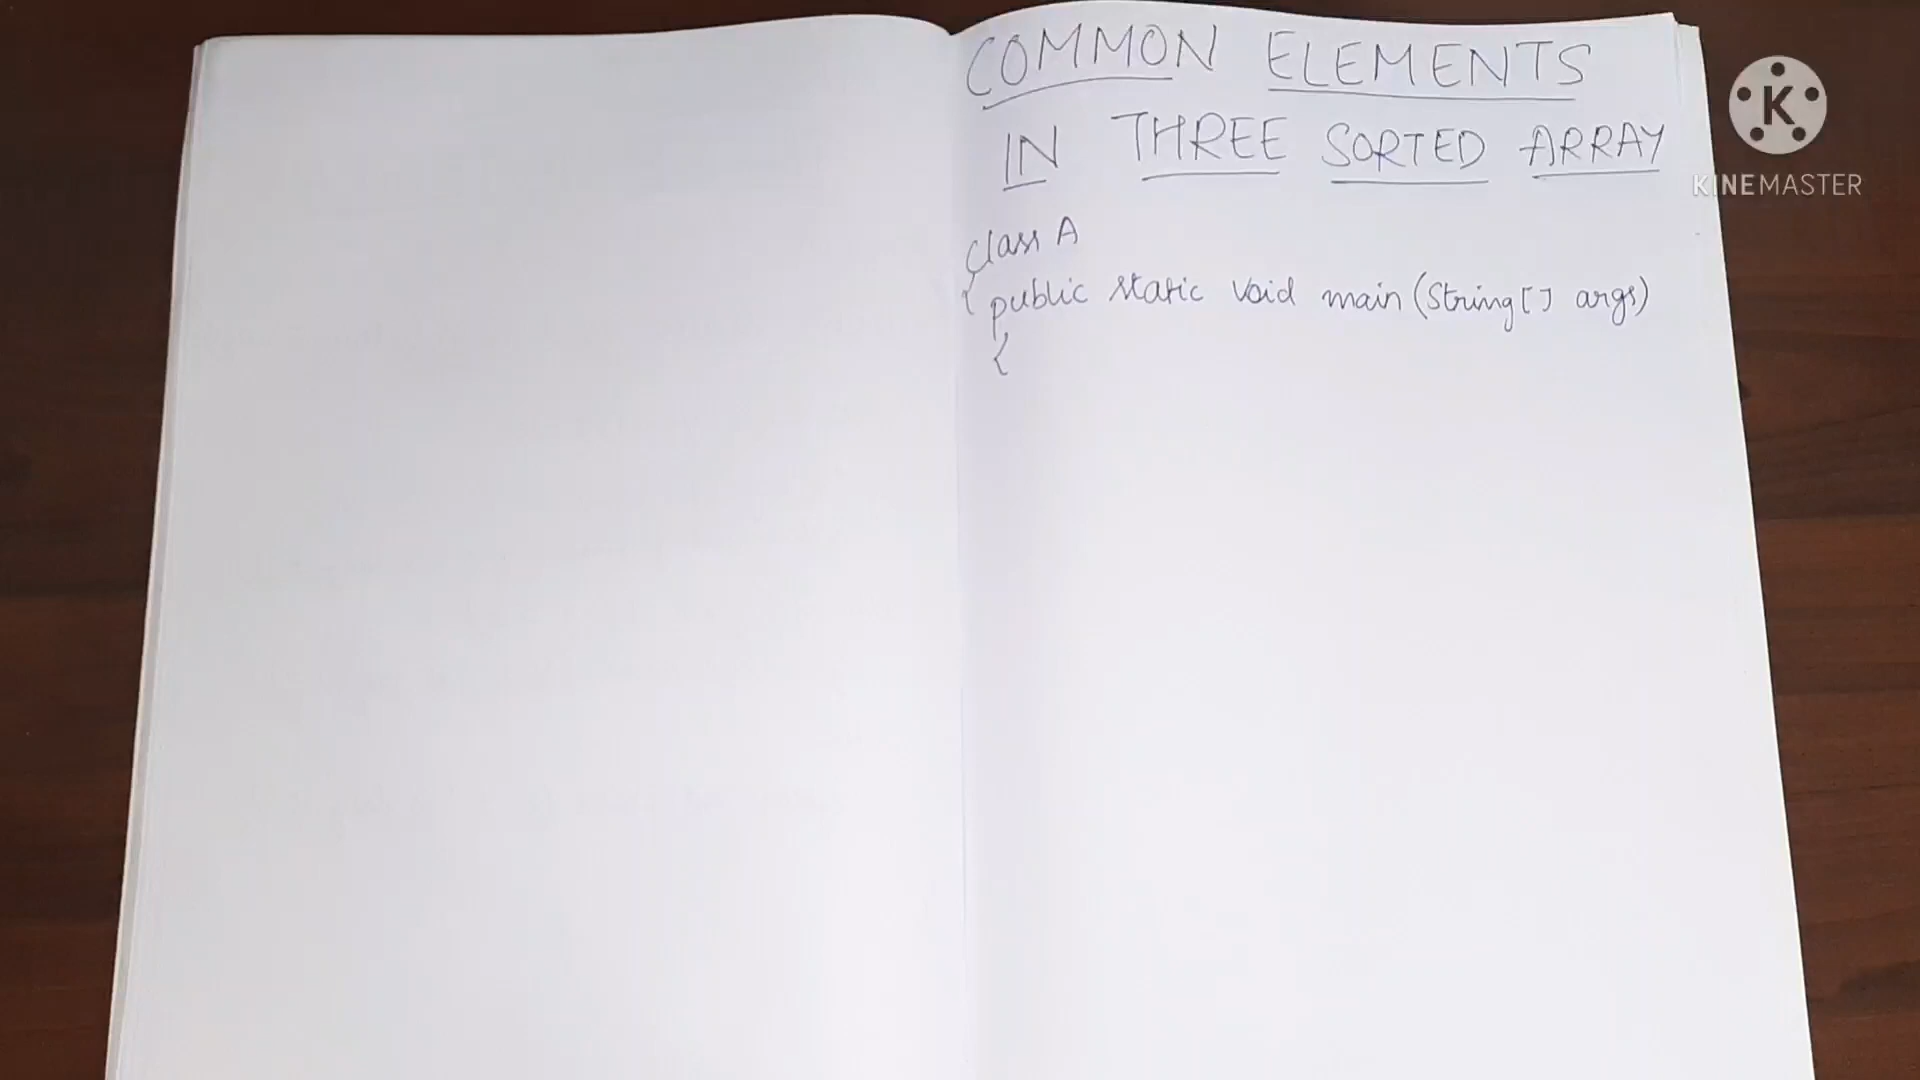 COMMON ELEMENTS
IN THREE SORTED ARRAY
K
KINEMASTER
class A
{ public static void main (String[] args)
{